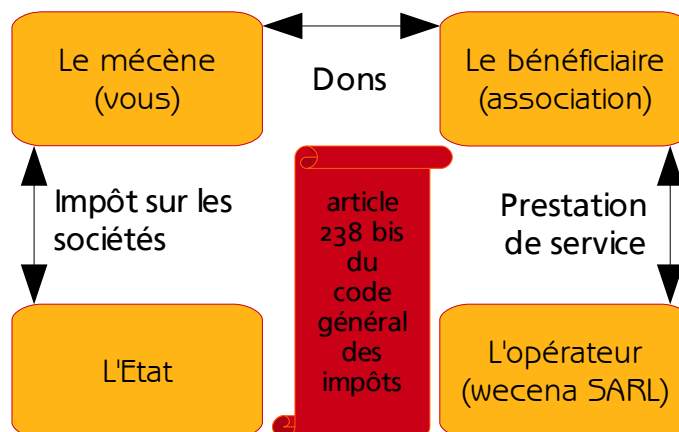 Le mécène
(vous)
Dons
Le bénéficiaire
(association)
Impôt sur les
sociétés
article
238 bis
du
code
général
des
impôts
Prestation
de service
L'Etat
L'opérateur
(wecena SARL)